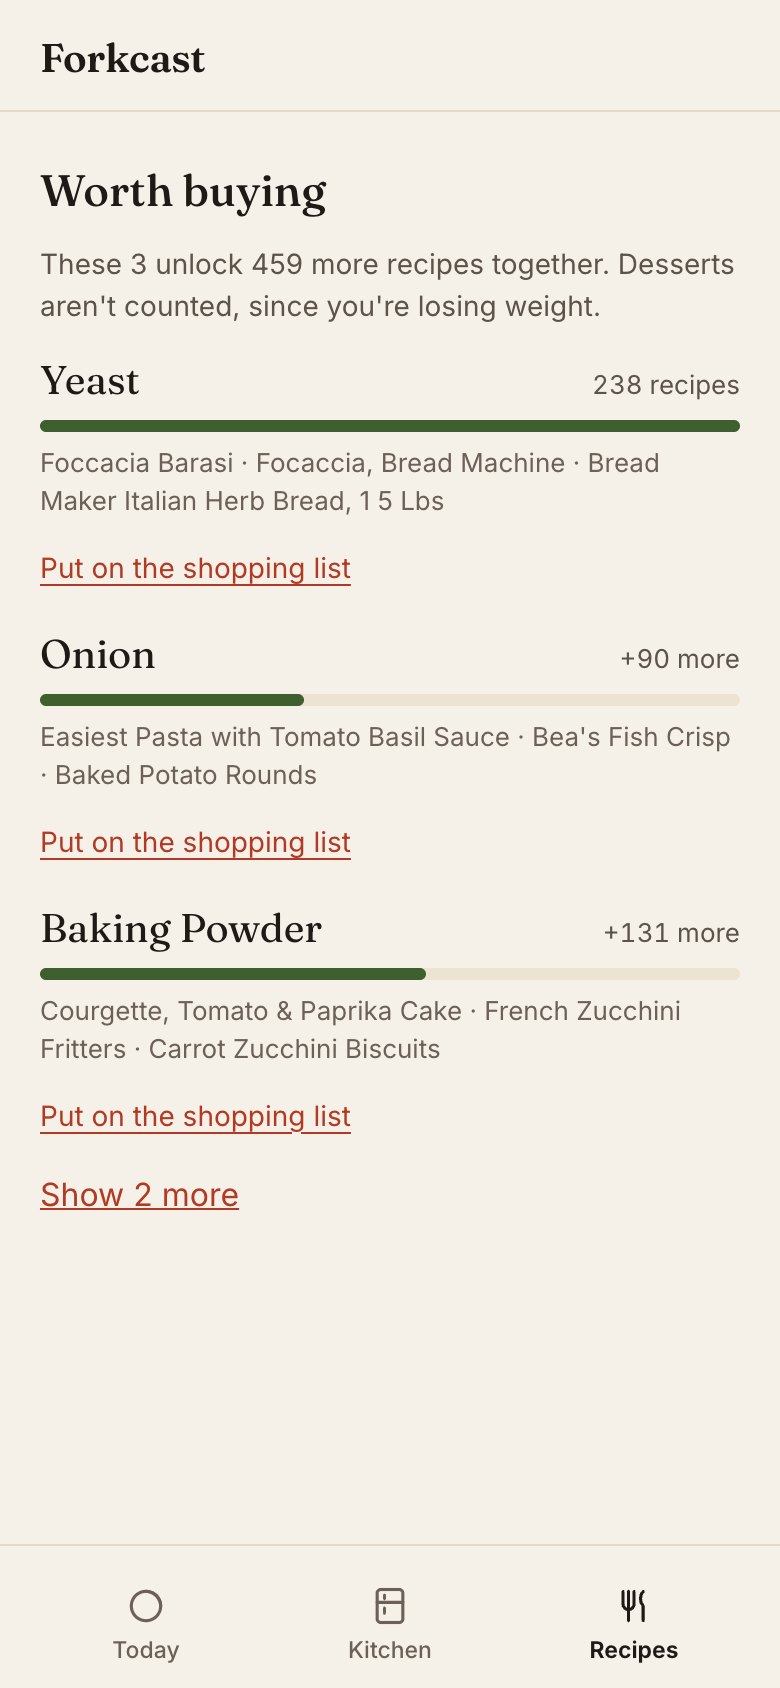 Forkcast
Worth buying
These 3 unlock 459 more recipes together. Desserts
aren't counted, since you're losing weight.
Yeast
238 recipes
Foccacia Barasi · Focaccia, Bread Machine · Bread
Maker Italian Herb Bread, 1 5 Lbs
Put on the shopping list
Onion
+90 more
Easiest Pasta with Tomato Basil Sauce · Bea's Fish Crisp
· Baked Potato Rounds
Put on the shopping list
Baking Powder
+131 more
Courgette, Tomato & Paprika Cake · French Zucchini
Fritters · Carrot Zucchini Biscuits
Put on the shopping list
Show 2 more
Today
Kitchen
Recipes